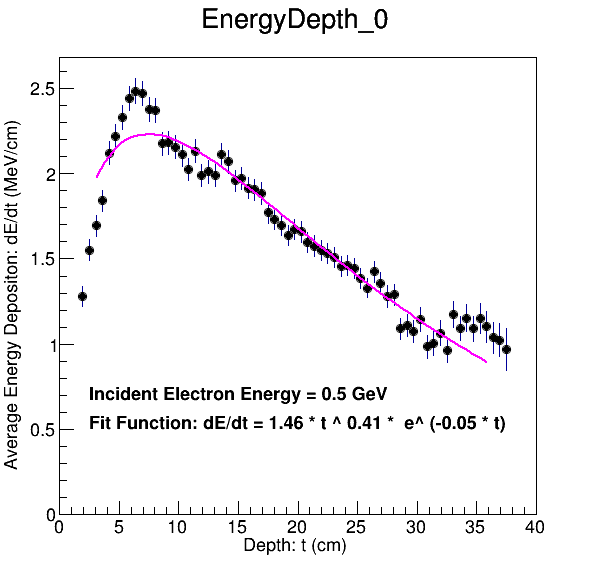 EnergyDepth_0
Average Energy Depositon: dE/dt (MeV/cm)
2.5
2
1.5
1
0.5
0
Incident Electron Energy = 0.5 GeV
Fit Function: dE/dt = 1.46 * t ^ 0.41 *  e^ (-0.05 * t)
0 5 10 15 20 25 30 35 40
Depth: t (cm)